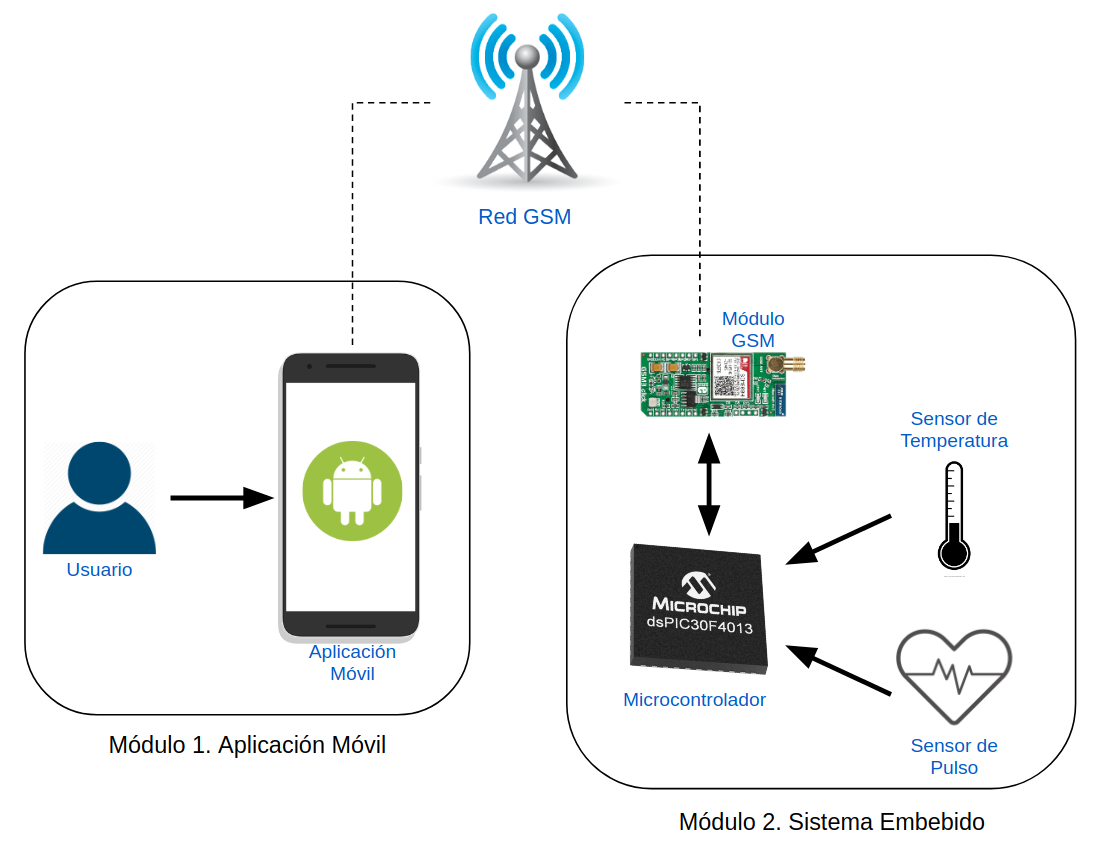 Red GSM
Módulo
GSM
Sensor de
Temperatura
Usuario
MICROCHIP
dsPIC30F4013
Aplicación
Móvil
Microcontrolador
Sensor de
Pulso
Módulo 1. Aplicación Móvil
Módulo 2. Sistema Embebido